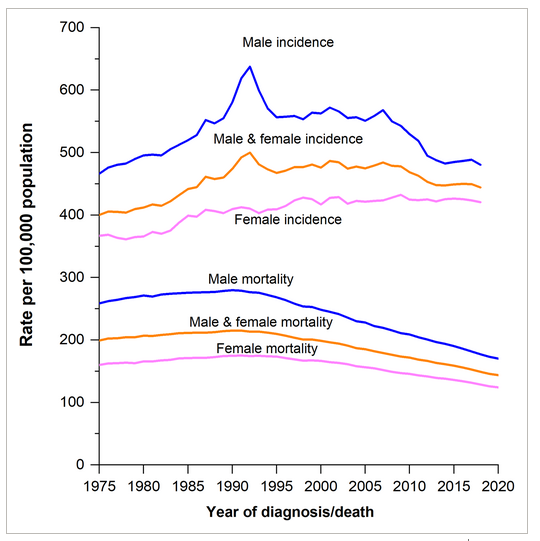 700
Male incidence
600
500
Male & female incidence
400
Female incidence
300
Male mortality
200
Male & female mortality
Female mortality
100
0
Rate per 100,000 population
1975 1980 1985 1990 1995 2000 2005 2010 2015 2020
Year of diagnosis/death